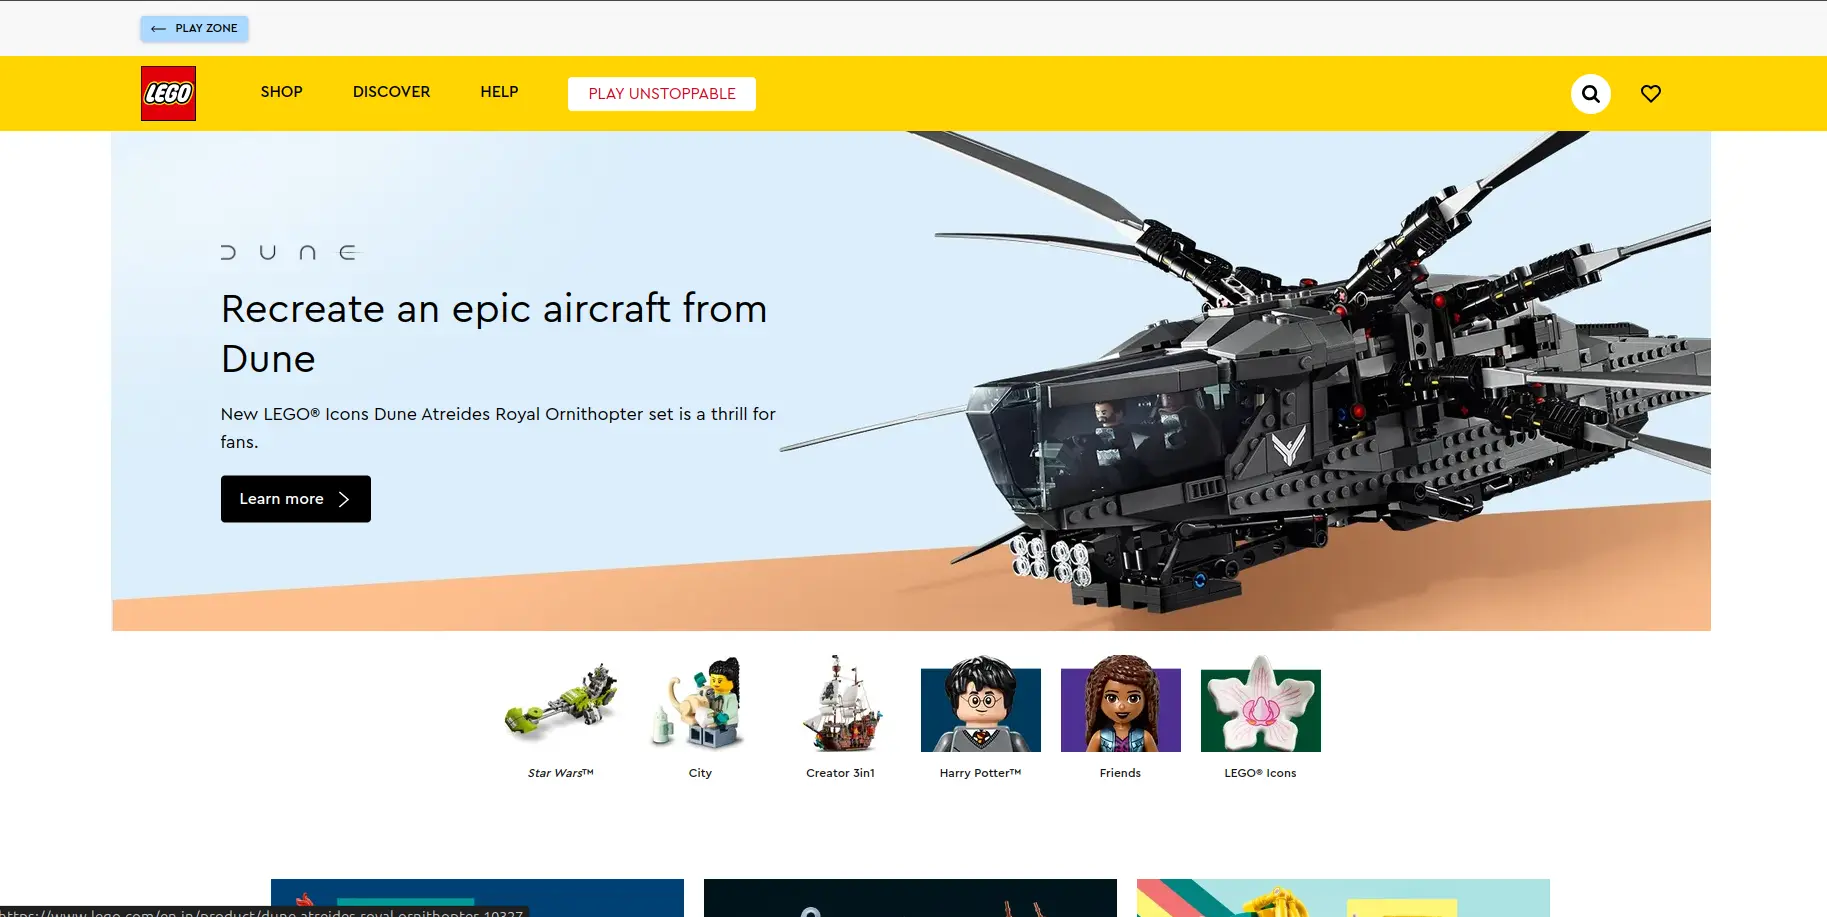 PLAY ZONE
LEGO
SHOP
DISCOVER
HELP
PLAY UNSTOPPABLE
DUNE
Recreate an epic aircraft from
Dune
New LEGO® Icons Dune Atreides Royal Ornithopter set is a thrill for
fans.
Learn more
Star Wars™
City
Creator 3in1
Harry Potter™
Friends
LEGO® Icons
https://www.lego.com/en-in/product/dune-atreides-royal-ornithopter-10327